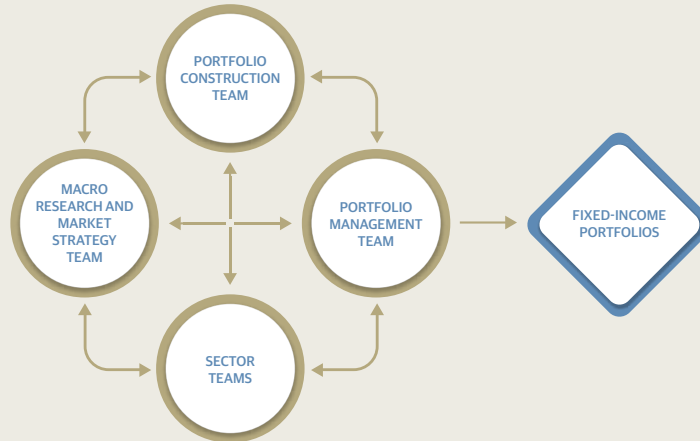 PORTFOLIO
CONSTRUCTION
TEAM
MACRO
RESEARCH AND
MARKET
STRATEGY
TEAM
PORTFOLIO
MANAGEMENT
TEAM
FIXED-INCOME
PORTFOLIOS
SECTOR
TEAMS